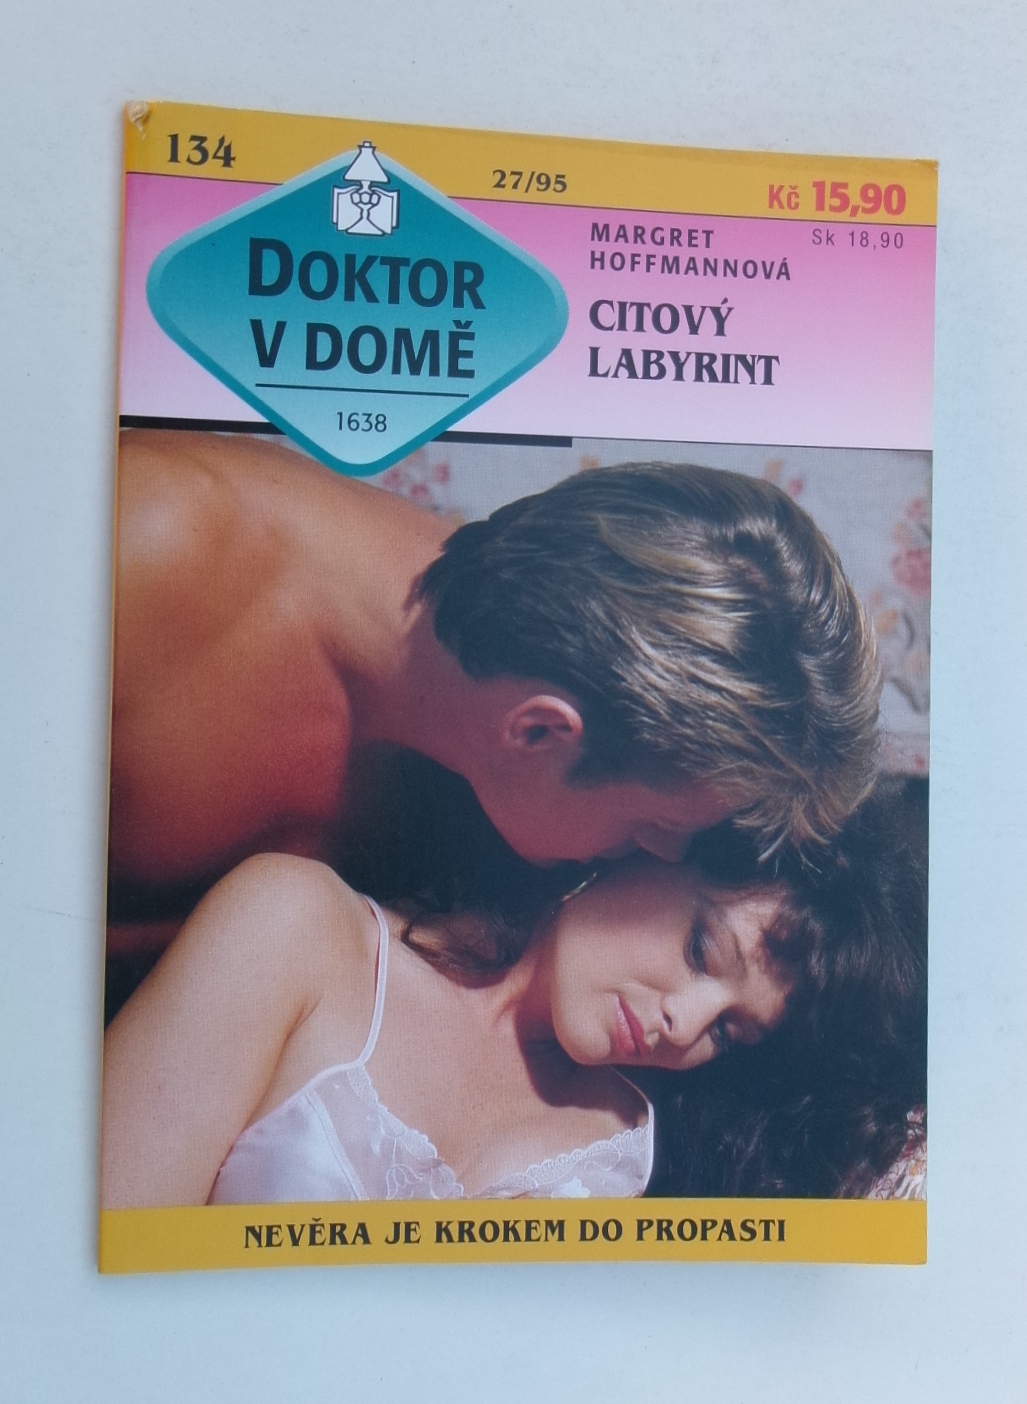 134
27/95
Kč 15,90
Sk 18,90
DOKTOR
V DOMĚ
1638
MARGRET
HOFFMANNOVÁ
CITOVÝ
LABYRINT
NEVĚRA JE KROKEM DO PROPASTI